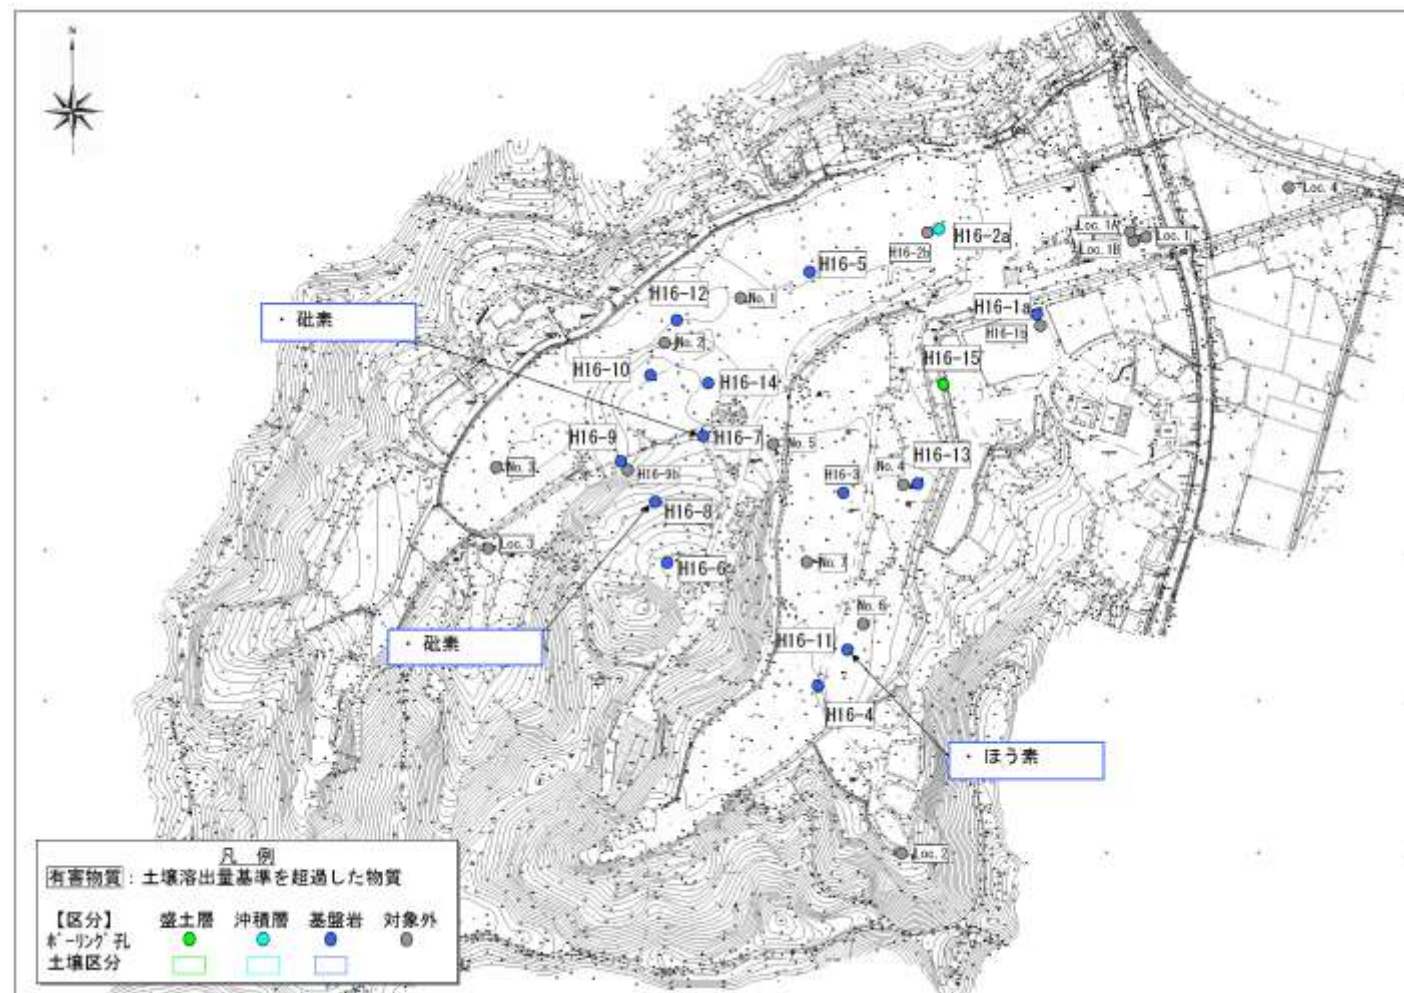 N
Loc. 4
Loc. 1A
Loc. 1
Loc. 1B
H16-2a
H16-2b
H16-5
H16-12
No. 1
H16-1a
H16-1b
・ 砒素
No. 2
H16-15
H16-10
H16-14
H16-9
H16-7
No. 5
H16-13
No. 3
H16-9b
H16-3
No. 4
H16-8
Loc. 3
H16-6
No. 7
No. 6
・ 砒素
H16-11
H16-4
・ ほう素
Loc. 2
凡 例
有害物質 : 土壌溶出量基準を超過した物質
【区分】 盛土層 沖積層 基盤岩 対象外
ボーリング孔
土壌区分